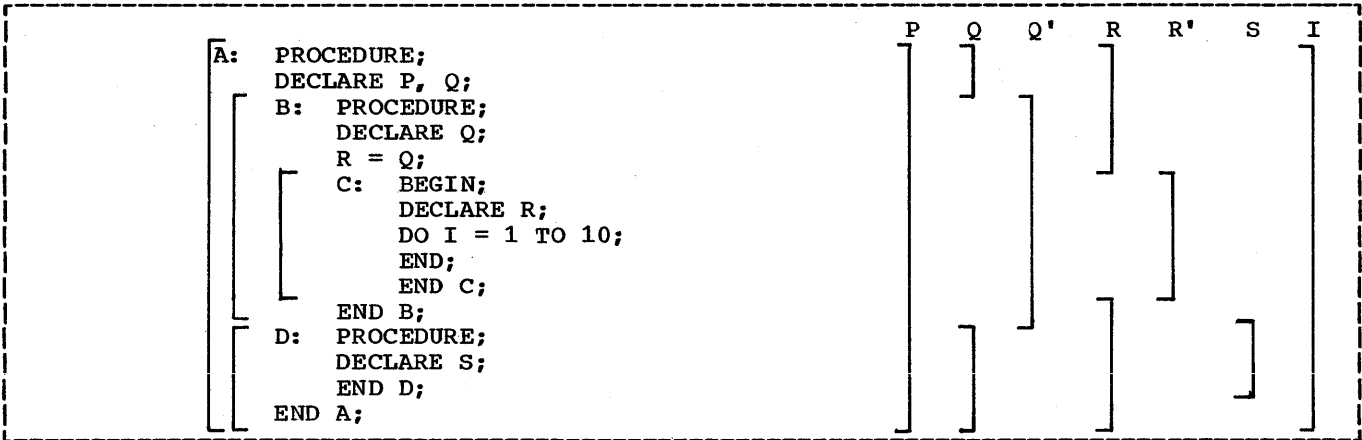 P Q Q' R R' S I
A: PROCEDURE;
DECLARE P, Q;
B: PROCEDURE;
DECLARE Q;
R = Q;
C: BEGIN;
DECLARE R;
DO I = 1 TO 10;
END;
END C;
END B;
D: PROCEDURE;
DECLARE S;
END D;
END A;